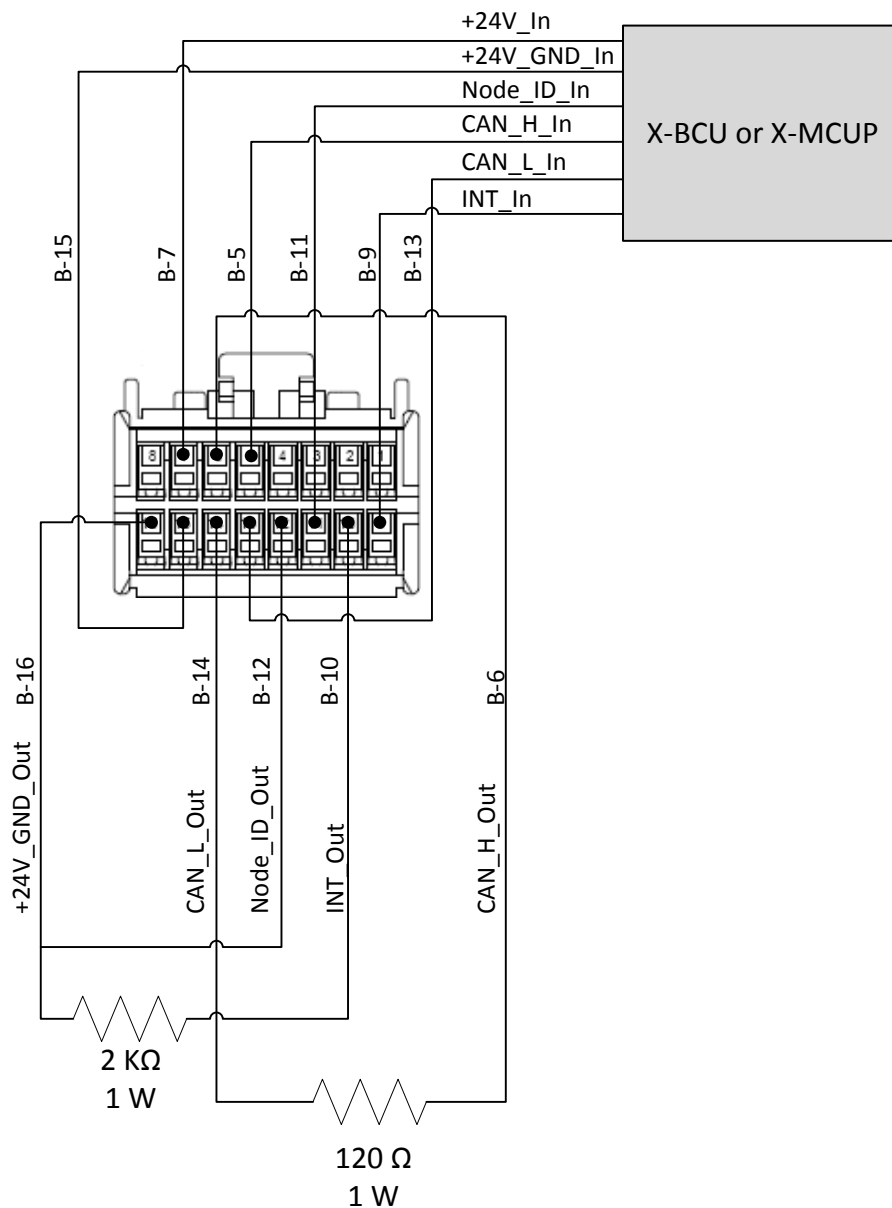 +24V_In
+24V_GND_In
Node_ID_In
CAN_H_In
CAN_L_In
INT_In
X-BCU or X-MCUP
B-15
B-7
B-5
B-11
B-9
B-13
8
4
3
2
1
B-16
B-14
B-12
B-10
B-6
+24V_GND_Out
CAN_L_Out
Node_ID_Out
INT_Out
CAN_H_Out
2 KΩ
1 W
120 Ω
1 W